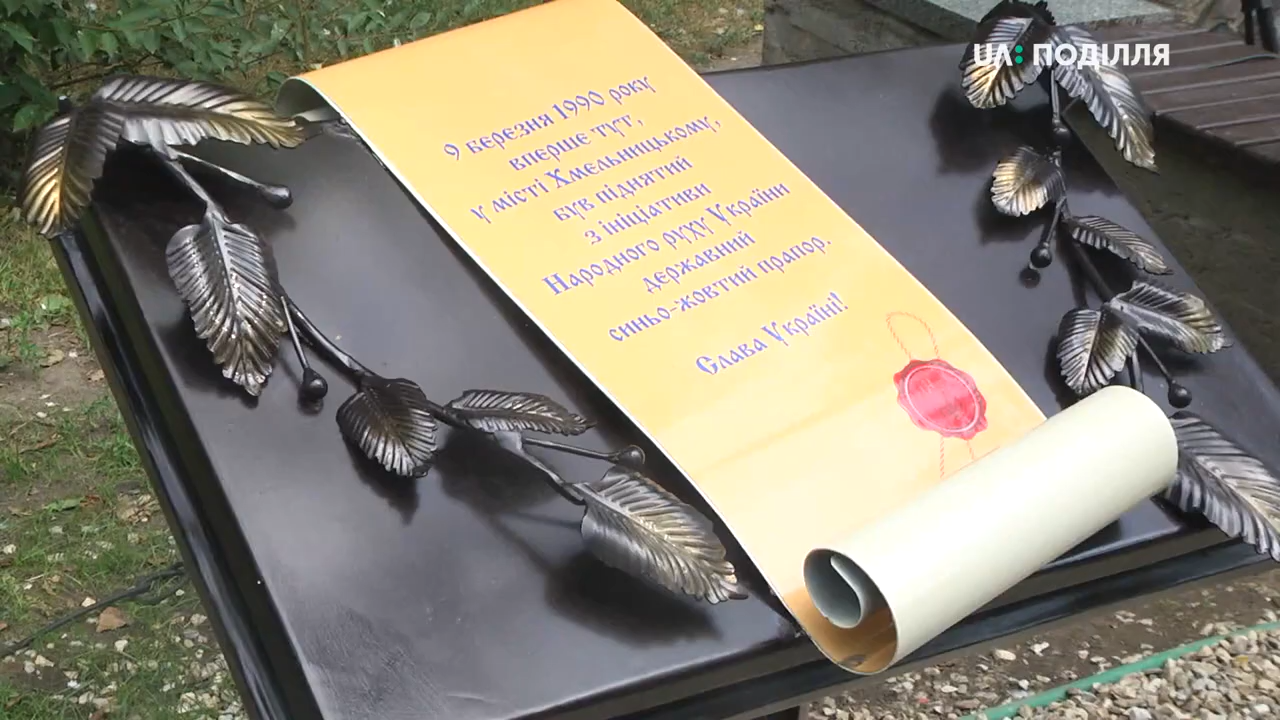 UA: ПОДІЛЛЯ
9 березня 1990 року
вперше тут,
у місті Хмельницькому,
був піднятий
з ініціативи
Народного руху України
державний
синьо-жовтий прапор.
Слава Україні!